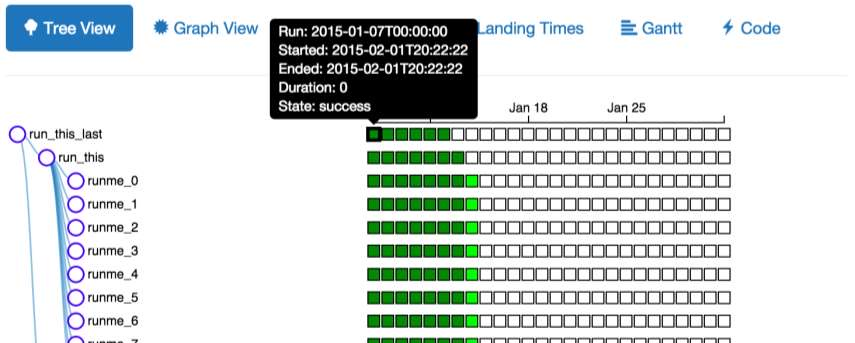 Tree View
Graph View
Landing Times
Gantt
Code
Run: 2015-01-07T00:00:00
Started: 2015-02-01T20:22:22
Ended: 2015-02-01T20:22:22
Duration: 0
State: success
Jan 18
Jan 25
run_this_last
run_this
runme_0
runme_1
runme_2
runme_3
runme_4
runme_5
runme_6